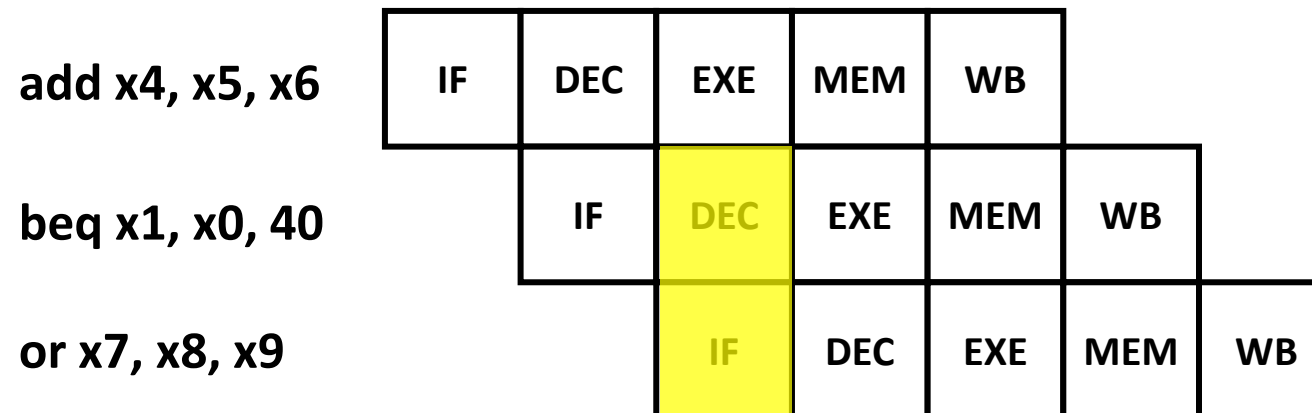 add x4, x5, x6 IF DEC EXE MEM WB
beq x1, x0, 40 IF DEC EXE MEM WB
or x7, x8, x9 IF DEC EXE MEM WB